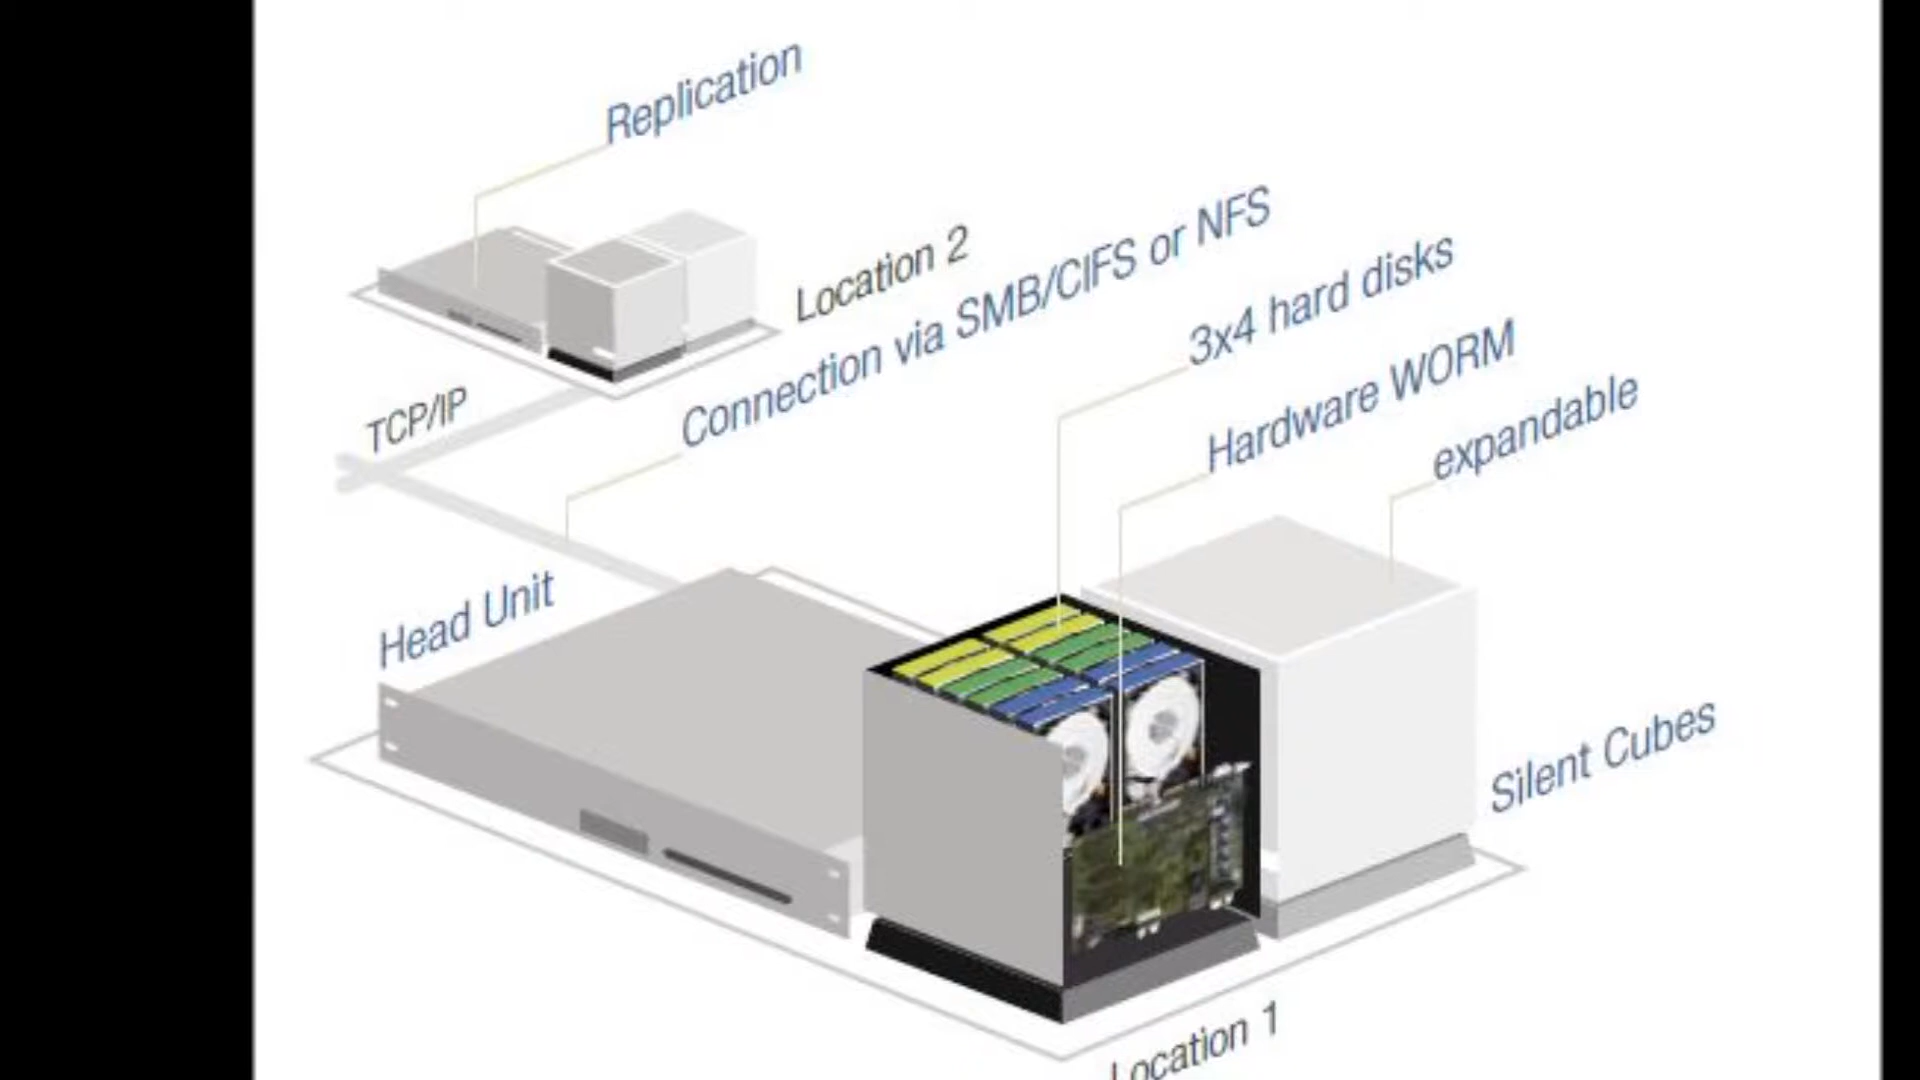 Replication
Location 2
Connection via SMB/CIFS or NFS
3x4 hard disks
TCP/IP
Hardware WORM
expandable
Head Unit
Silent Cubes
Location 1